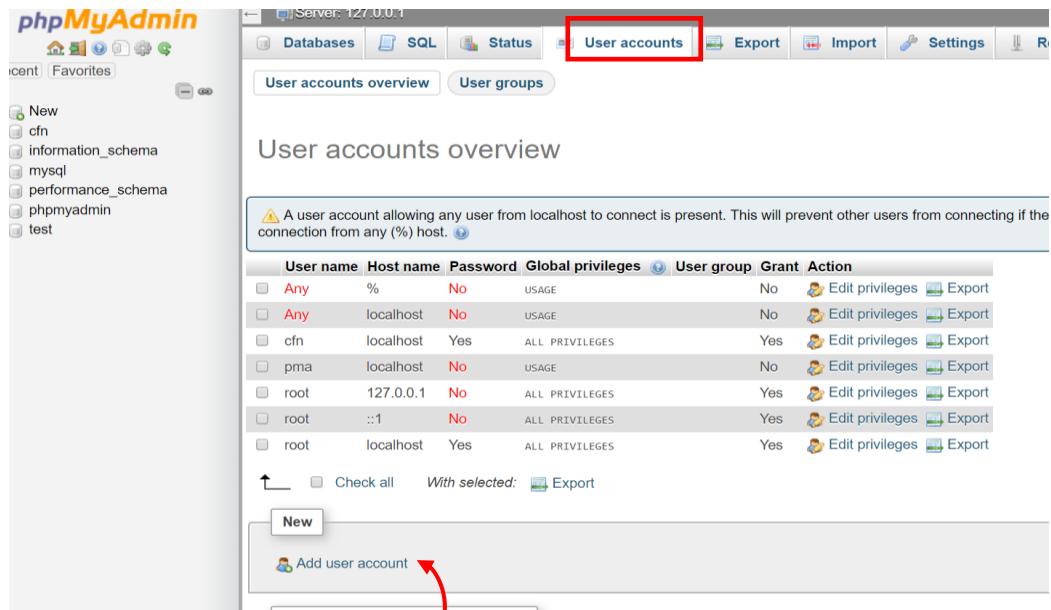 phpMyAdmin
Server: 127.0.0.1
Databases SQL Status User accounts Export Import Settings
Favorites
User accounts overview User groups
New
cfn
information_schema
mysql
performance_schema
phpmyadmin
test
User accounts overview
A user account allowing any user from localhost to connect is present. This will prevent other users from connecting if the
connection from any (%) host.
User name Host name Password Global privileges User group Grant Action
Any % No USAGE No Edit privileges Export
Any localhost No USAGE No Edit privileges Export
cfn localhost Yes ALL PRIVILEGES Yes Edit privileges Export
pma localhost No USAGE No Edit privileges Export
root 127.0.0.1 No ALL PRIVILEGES Yes Edit privileges Export
root ::1 No ALL PRIVILEGES Yes Edit privileges Export
root localhost Yes ALL PRIVILEGES Yes Edit privileges Export
Check all With selected: Export
New
Add user account